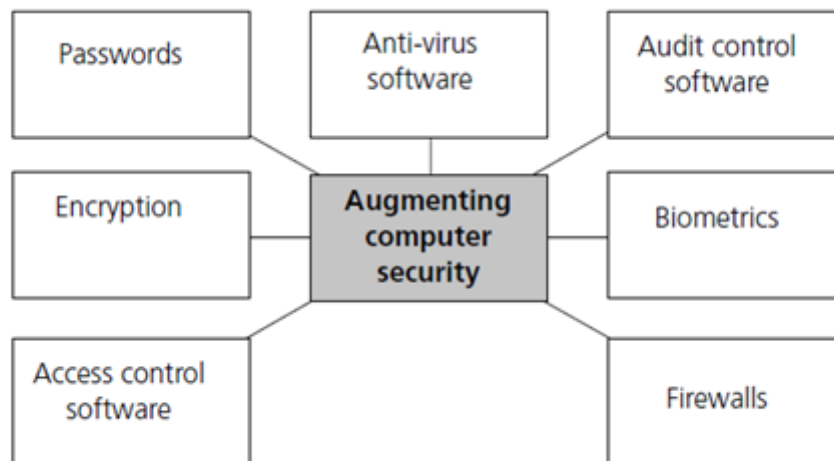 Passwords
Anti-virus
software
Audit control
software
Encryption
Augmenting
computer
security
Biometrics
Access control
software
Firewalls